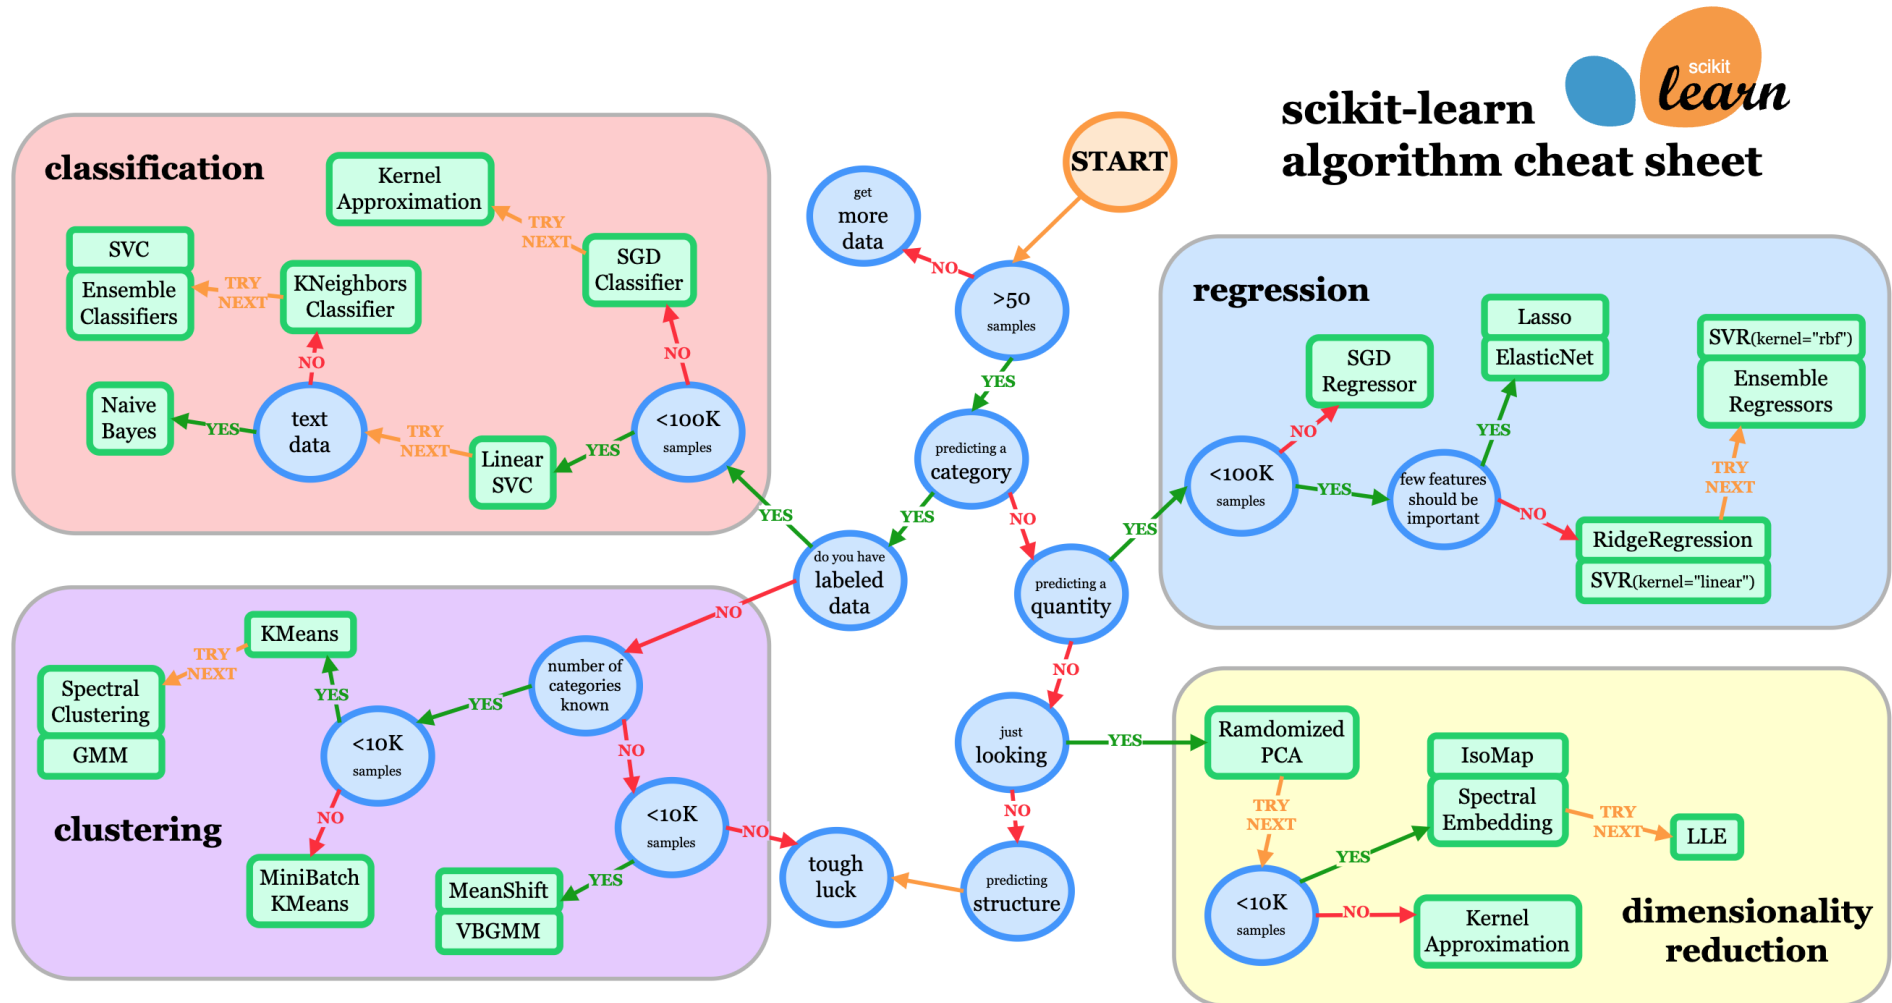 scikit
learn
scikit-learn
algorithm cheat sheet
START
get
more
data
NO
>50
samples
YES
predicting a
category
YES
NO
do you have
labeled
data
YES
NO
predicting a
quantity
YES
NO
just
looking
YES
NO
predicting
structure
tough
luck
classification
Kernel
Approximation
TRY
NEXT
SGD
Classifier
NO
<100K
samples
YES
Linear
SVC
TRY
NEXT
text
data
YES
Naive
Bayes
NO
KNeighbors
Classifier
TRY
NEXT
SVC
Ensemble
Classifiers
clustering
number of
categories
known
YES
NO
<10K
samples
YES
KMeans
TRY
NEXT
Spectral
Clustering
GMM
NO
MiniBatch
KMeans
<10K
samples
NO
YES
MeanShift
VBGMM
regression
<100K
samples
NO
SGD
Regressor
YES
few features
should be
important
YES
Lasso
ElasticNet
NO
RidgeRegression
SVR(kernel="linear")
TRY
NEXT
SVR(kernel="rbf")
Ensemble
Regressors
dimensionality
reduction
Ramdomized
PCA
TRY
NEXT
<10K
samples
YES
IsoMap
Spectral
Embedding
TRY
NEXT
LLE
NO
Kernel
Approximation